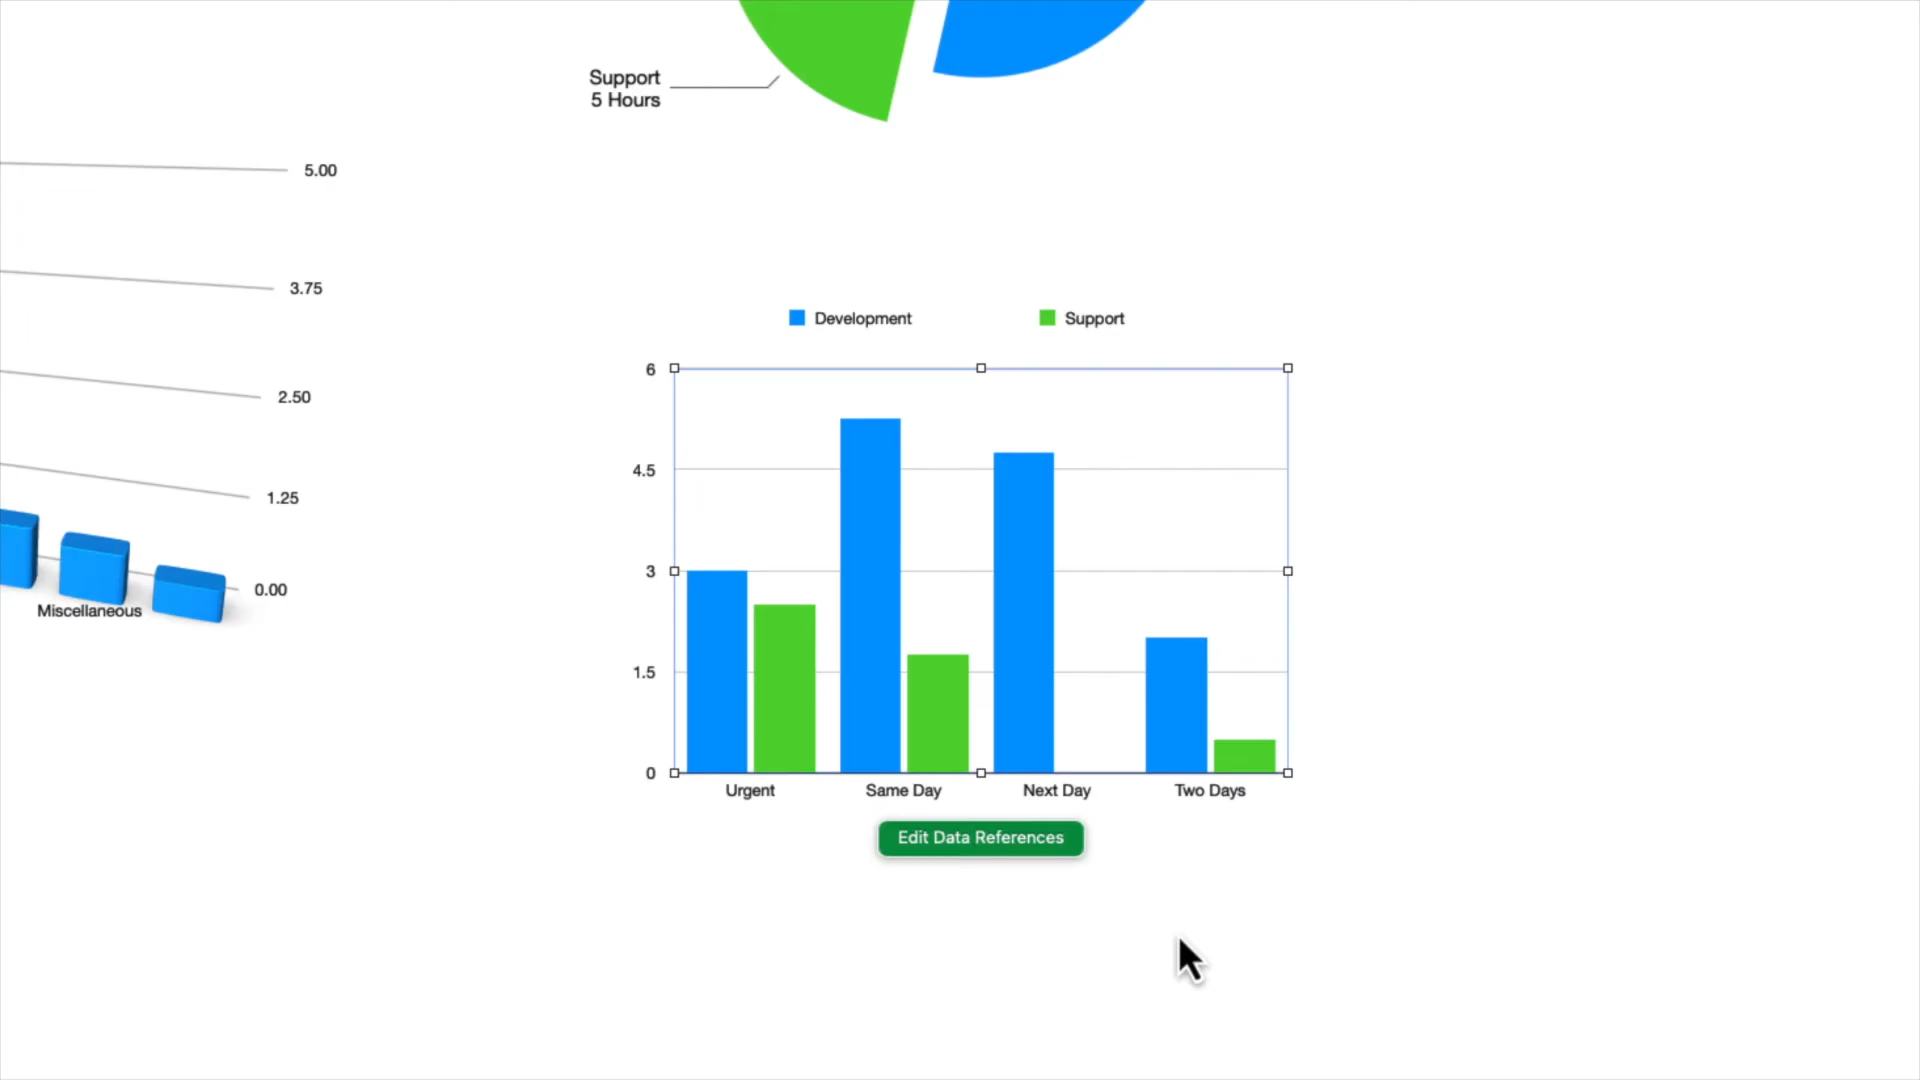 Support
5 Hours
5.00
3.75
2.50
1.25
0.00
Miscellaneous
Development
Support
6
4.5
3
1.5
0
Urgent
Same Day
Next Day
Two Days
Edit Data References